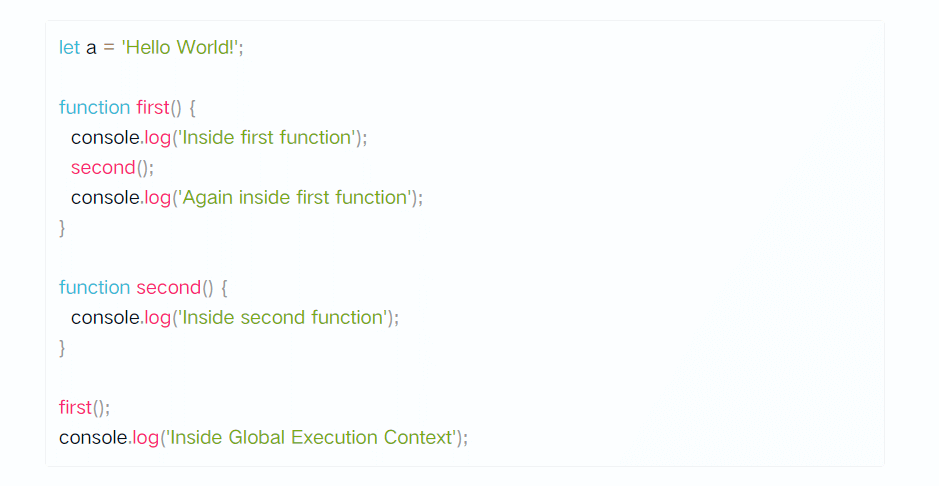 let a = 'Hello World!';
function first() {
console.log('Inside first function');
second();
console.log('Again inside first function');
}
function second() {
console.log('Inside second function');
}
first();
console.log('Inside Global Execution Context');